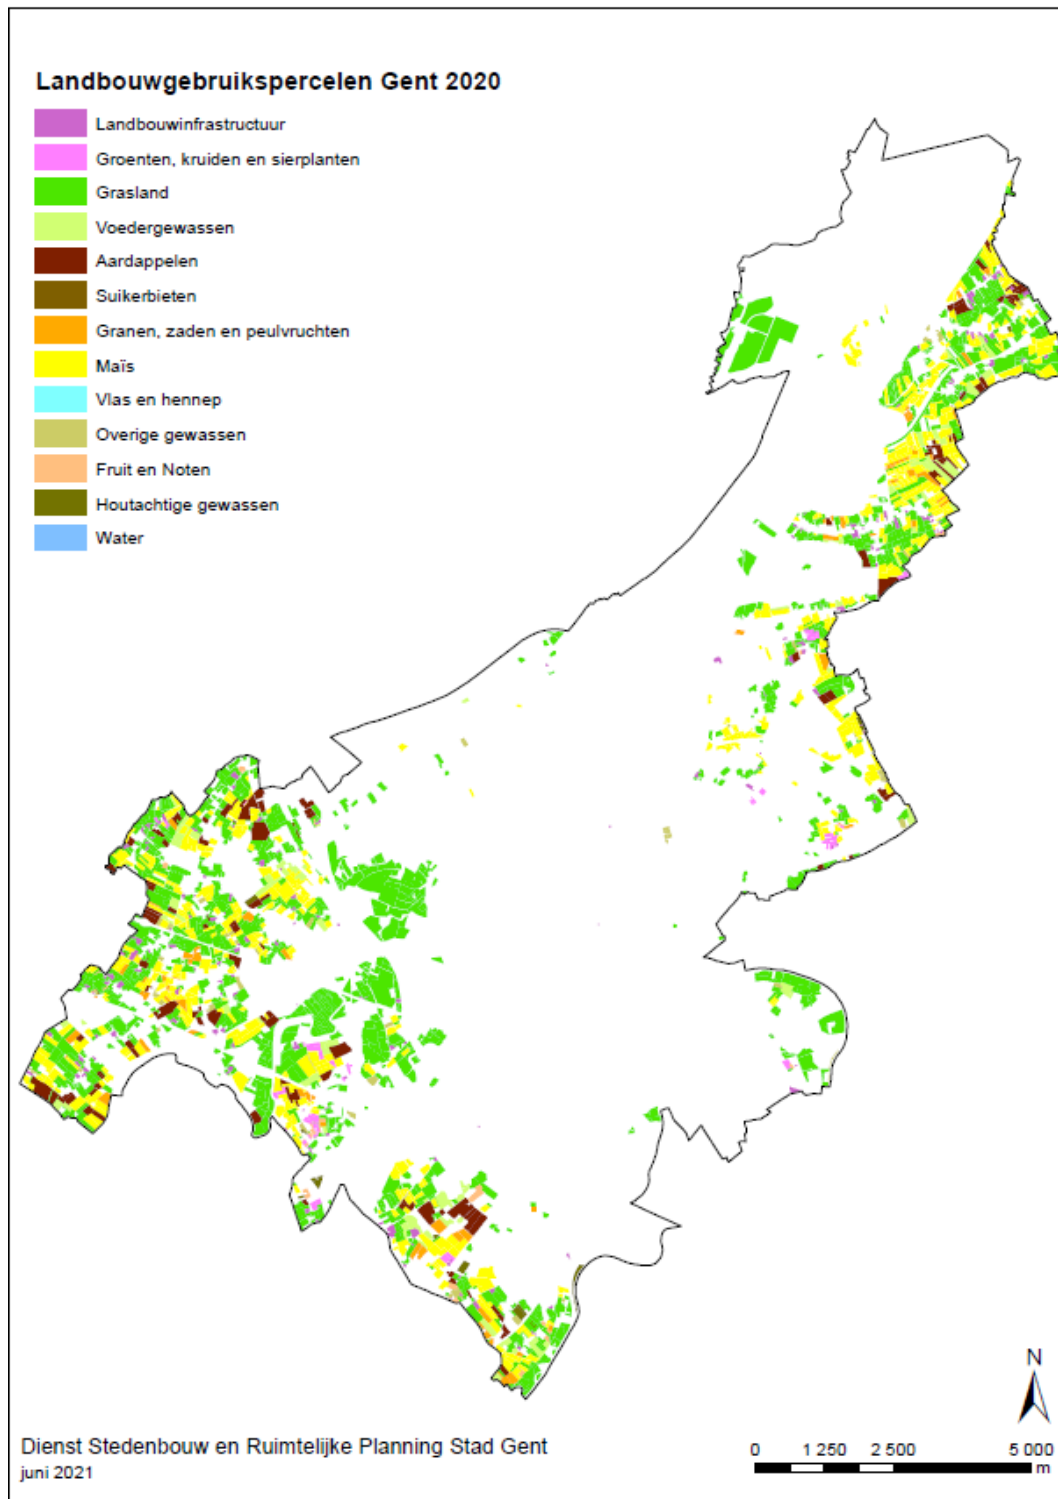 Landbouwgebruikspercelen Gent 2020
Landbouwinfrastructuur
Groenten, kruiden en sierplanten
Grasland
Voedergewassen
Aardappelen
Suikerbieten
Granen, zaden en peulvruchten
Maïs
Vlas en hennep
Overige gewassen
Fruit en Noten
Houtachtige gewassen
Water
N
Dienst Stedenbouw en Ruimtelijke Planning Stad Gent
juni 2021
0 1 250 2 500 5 000
m